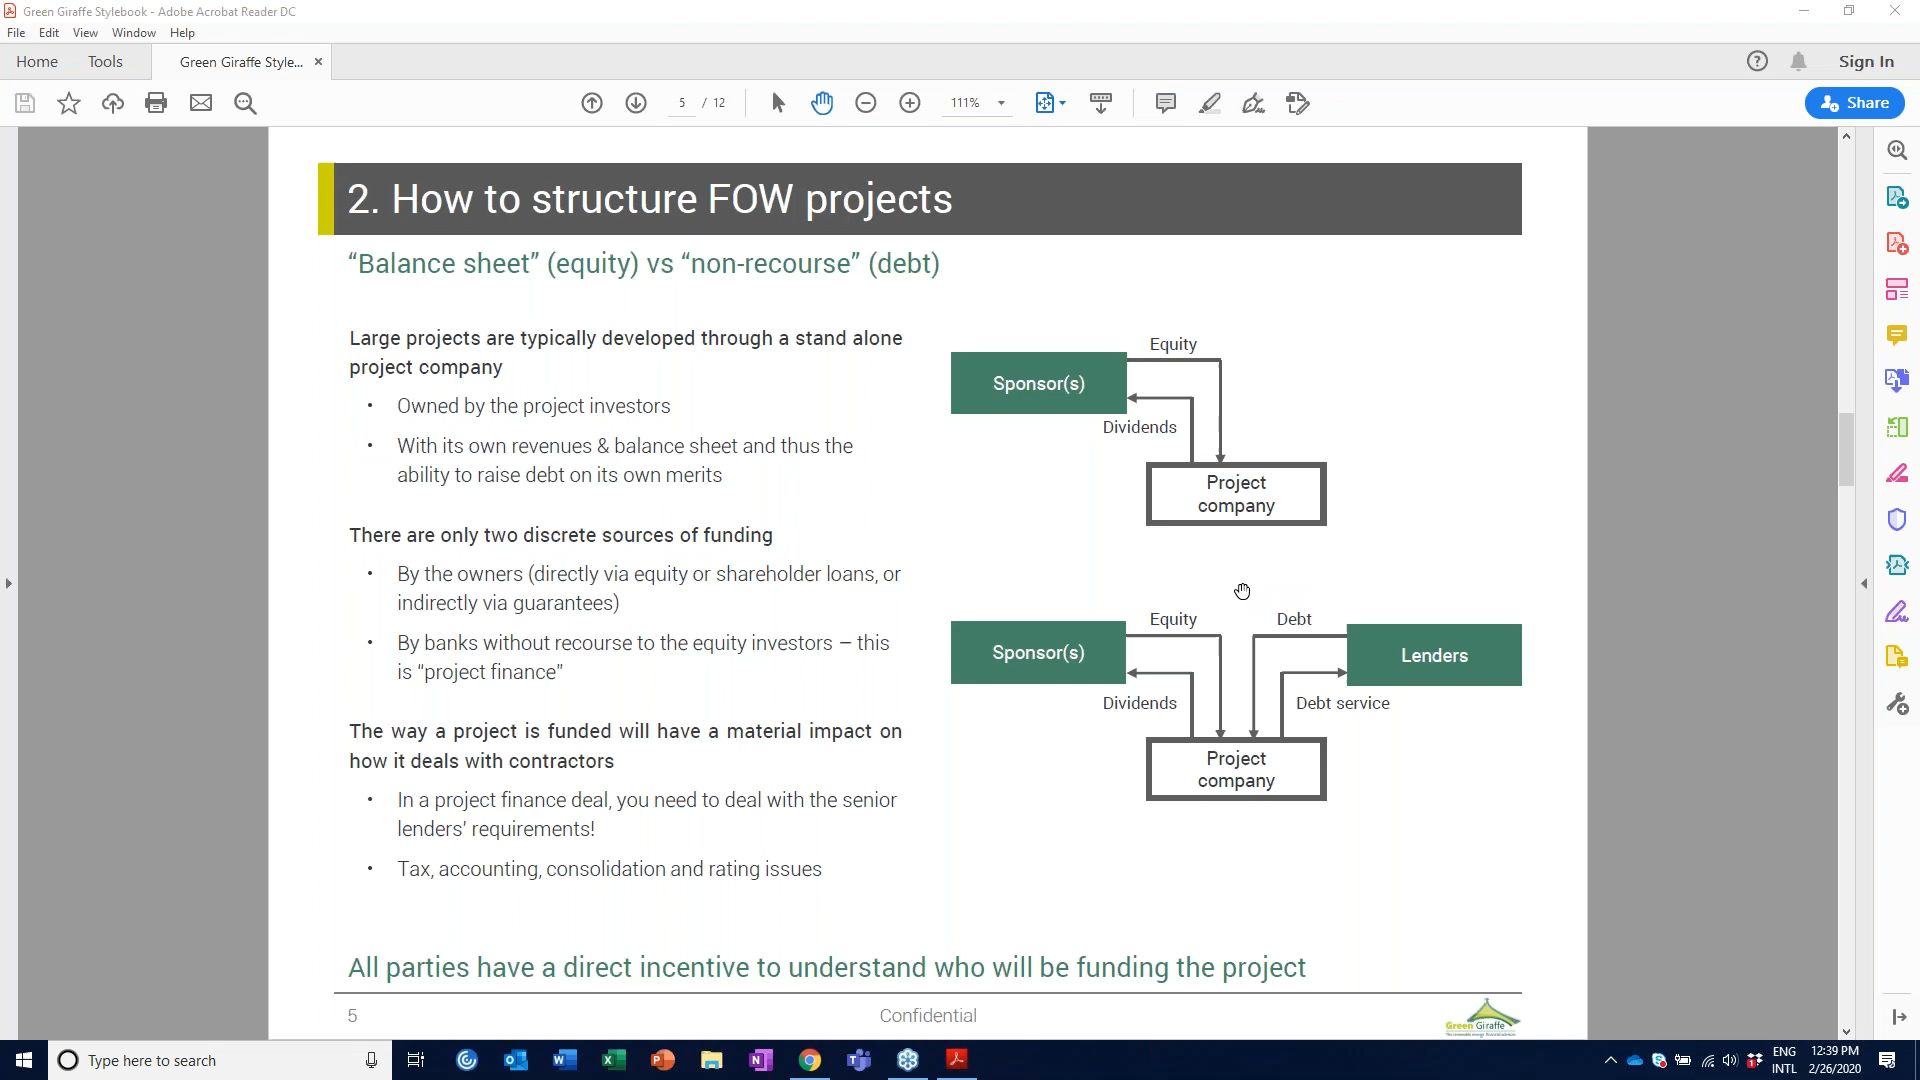 Green Giraffe Stylebook - Adobe Acrobat Reader DC
File Edit View Window Help
Home Tools Green Giraffe Style... × Sign In
5 / 12 111% Share
2. How to structure FOW projects
“Balance sheet” (equity) vs “non-recourse” (debt)
Large projects are typically developed through a stand alone
project company
• Owned by the project investors
• With its own revenues & balance sheet and thus the
ability to raise debt on its own merits
There are only two discrete sources of funding
• By the owners (directly via equity or shareholder loans, or
indirectly via guarantees)
• By banks without recourse to the equity investors – this
is “project finance”
The way a project is funded will have a material impact on
how it deals with contractors
• In a project finance deal, you need to deal with the senior
lenders’ requirements!
• Tax, accounting, consolidation and rating issues
Equity
Sponsor(s)
Dividends
Project
company
Equity
Debt
Sponsor(s)
Lenders
Dividends
Debt service
Project
company
All parties have a direct incentive to understand who will be funding the project
5 Confidential
Green Giraffe
Type here to search
ENG
INTL
12:39 PM
2/26/2020